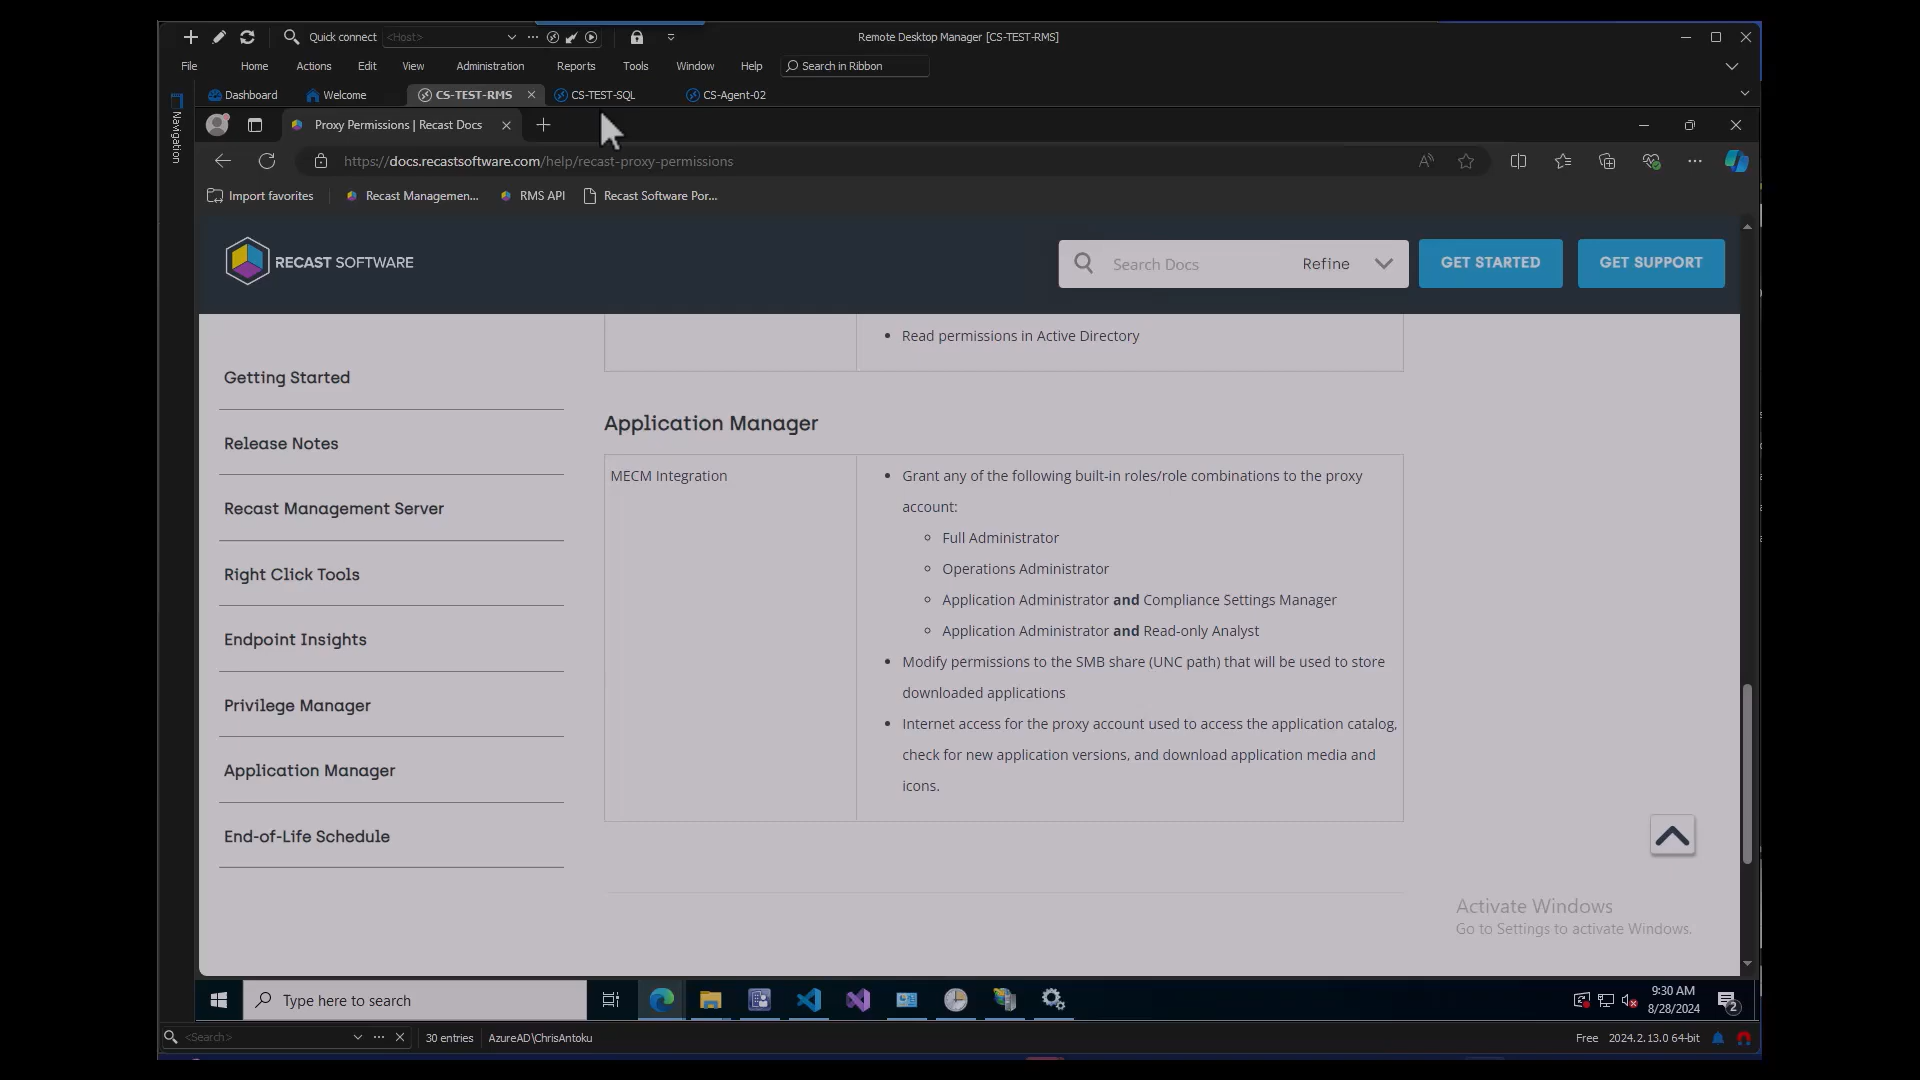 Quick connect <Host> Remote Desktop Manager [CS-TEST-RMS]
File Home Actions Edit View Administration Reports Tools Window Help Search in Ribbon
Dashboard Welcome CS-TEST-RMS CS-TEST-SQL CS-Agent-02
Navigation
Proxy Permissions | Recast Docs
https://docs.recastsoftware.com/help/recast-proxy-permissions
Import favorites Recast Managemen... RMS API Recast Software Por...
RECAST SOFTWARE Search Docs Refine GET STARTED GET SUPPORT
Getting Started
Release Notes
Recast Management Server
Right Click Tools
Endpoint Insights
Privilege Manager
Application Manager
End-of-Life Schedule
• Read permissions in Active Directory
Application Manager
MECM Integration
• Grant any of the following built-in roles/role combinations to the proxy
account:
◦ Full Administrator
◦ Operations Administrator
◦ Application Administrator and Compliance Settings Manager
◦ Application Administrator and Read-only Analyst
• Modify permissions to the SMB share (UNC path) that will be used to store
downloaded applications
• Internet access for the proxy account used to access the application catalog,
check for new application versions, and download application media and
icons.
Activate Windows
Go to Settings to activate Windows.
Type here to search
9:30 AM
8/28/2024
2
<Search> 30 entries AzureAD\ChrisAntoku Free 2024.2.13.0 64-bit